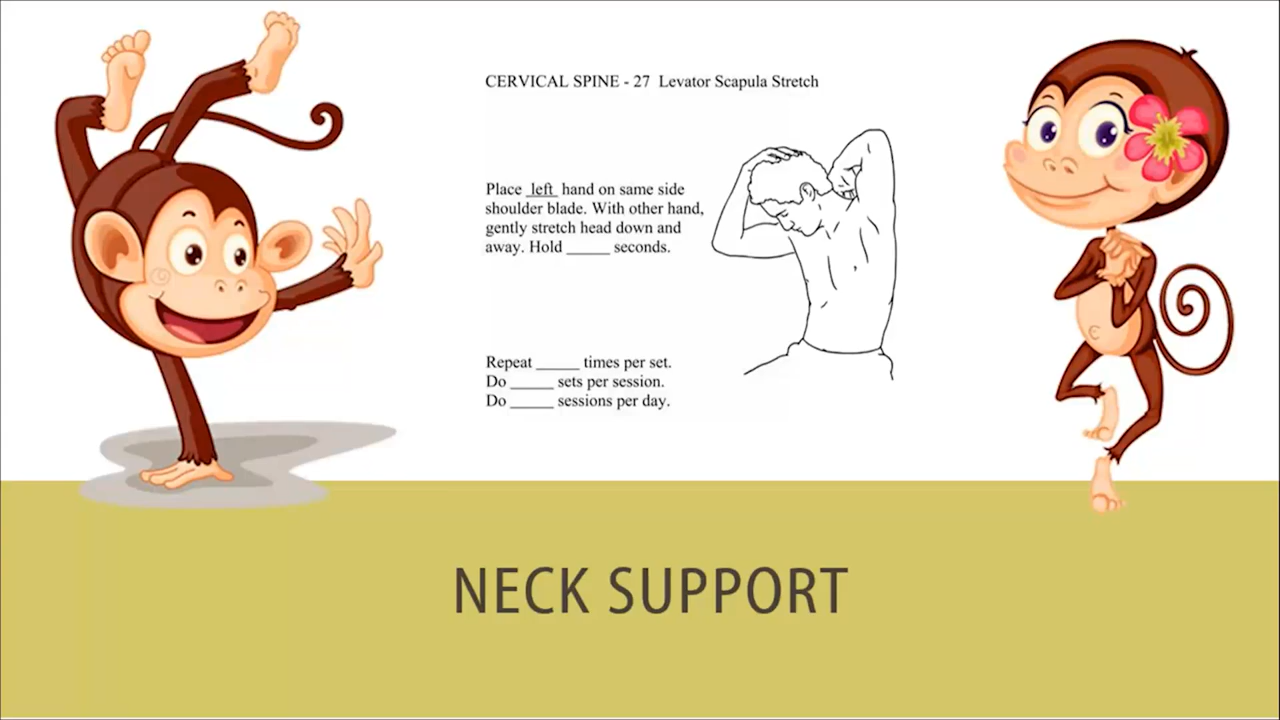 CERVICAL SPINE - 27 Levator Scapula Stretch
Place left hand on same side
shoulder blade. With other hand,
gently stretch head down and
away. Hold _____ seconds.
Repeat _____ times per set.
Do _____ sets per session.
Do _____ sessions per day.
NECK SUPPORT